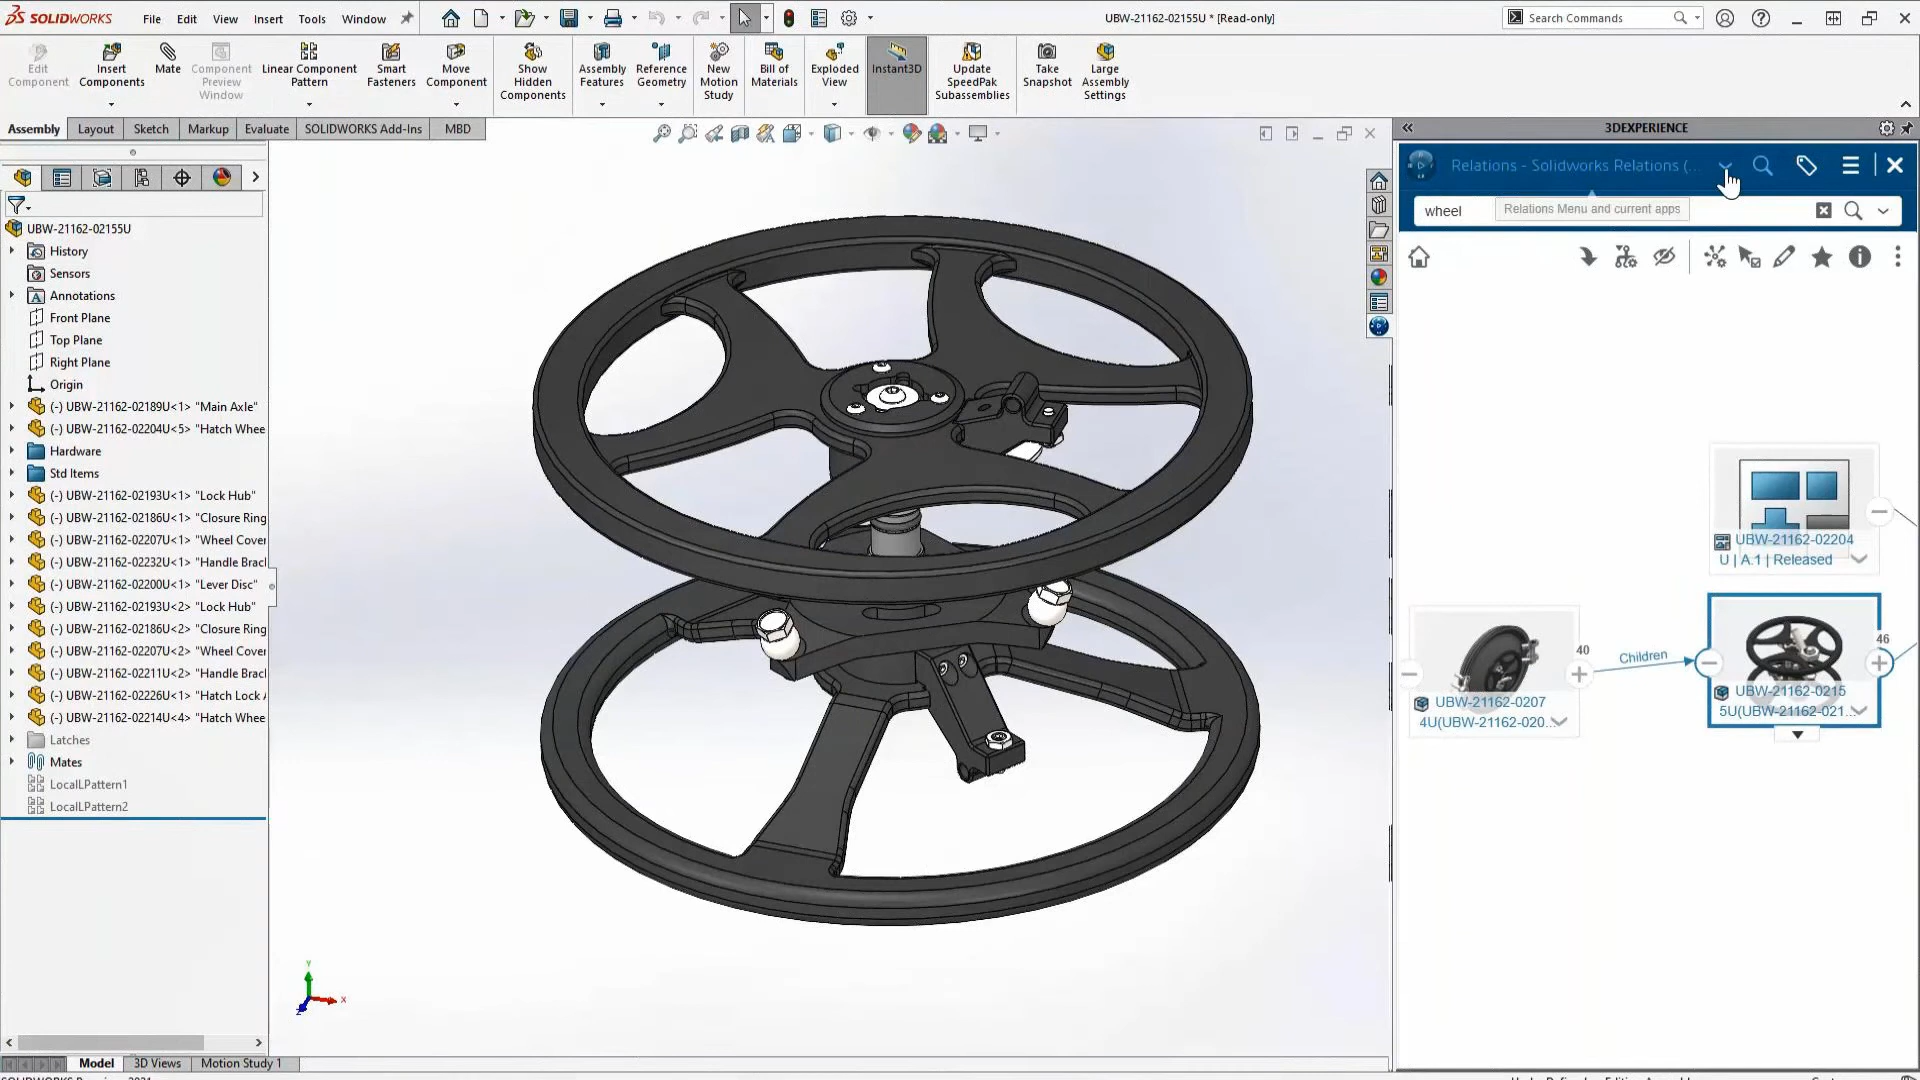 SOLIDWORKS
File Edit View Insert Tools Window
UBW-21162-02155U * [Read-only]
Search Commands
Edit Component
Insert Components
Mate
Component Preview Window
Linear Component Pattern
Smart Fasteners
Move Component
Show Hidden Components
Assembly Features
Reference Geometry
New Motion Study
Bill of Materials
Exploded View
Instant3D
Update SpeedPak Subassemblies
Take Snapshot
Large Assembly Settings
Assembly Layout Sketch Markup Evaluate SOLIDWORKS Add-Ins MBD
UBW-21162-02155U
History
Sensors
Annotations
Front Plane
Top Plane
Right Plane
Origin
(-) UBW-21162-02189U<1> "Main Axle"
(-) UBW-21162-02204U<5> "Hatch Whee
Hardware
Std Items
(-) UBW-21162-02193U<1> "Lock Hub"
(-) UBW-21162-02186U<1> "Closure Ring
(-) UBW-21162-02207U<1> "Wheel Cover
(-) UBW-21162-02232U<1> "Handle Bracl
(-) UBW-21162-02200U<1> "Lever Disc"
(-) UBW-21162-02193U<2> "Lock Hub"
(-) UBW-21162-02186U<2> "Closure Ring
(-) UBW-21162-02207U<2> "Wheel Cover
(-) UBW-21162-02211U<2> "Handle Bracl
(-) UBW-21162-02226U<1> "Hatch Lock A
(-) UBW-21162-02214U<4> "Hatch Whee
Latches
Mates
LocalLPattern1
LocalLPattern2
Y
X
Z
Model 3D Views Motion Study 1
3DEXPERIENCE
Relations - Solidworks Relations (...
wheel
Relations Menu and current apps
UBW-21162-02204
U | A.1 | Released
40
Children
46
UBW-21162-0207
4U(UBW-21162-020...
UBW-21162-0215
5U(UBW-21162-021...